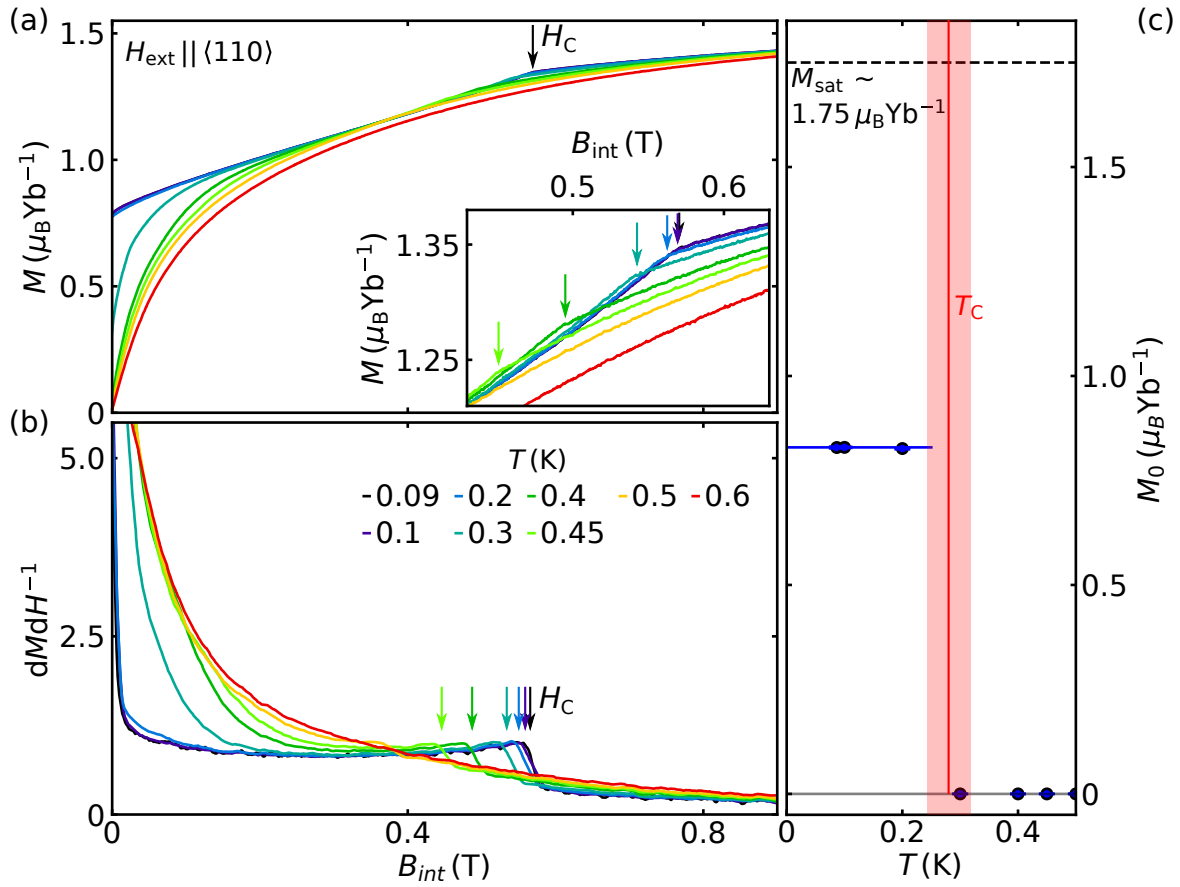 (a)
H_ext || ⟨110⟩
H_C
M (μ_B Yb⁻¹)
1.5
1.0
0.5
0
B_int (T)
0.5
0.6
M (μ_B Yb⁻¹)
1.35
1.25
(b)
dMdH⁻¹
5.0
2.5
0
T (K)
0.09
0.2
0.4
0.5
0.6
0.1
0.3
0.45
H_C
0
0.4
0.8
B_int (T)
(c)
M_sat ~
1.75 μ_B Yb⁻¹
T_C
M_0 (μ_B Yb⁻¹)
1.5
1.0
0.5
0
0
0.2
0.4
T (K)